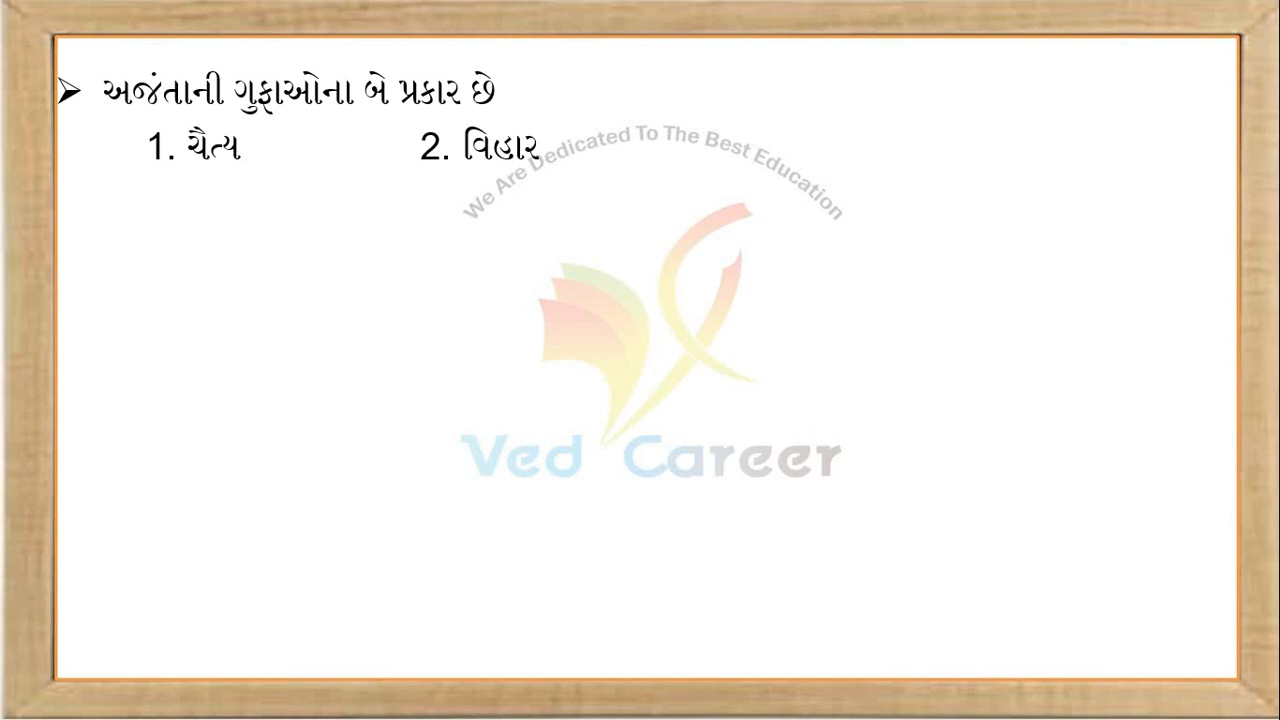 ➢ અજંતાની ગુફાઓના બે પ્રકાર છે
1. ચૈત્ય 2. વિહાર
We Are Dedicated To The Best Education
Ved Career